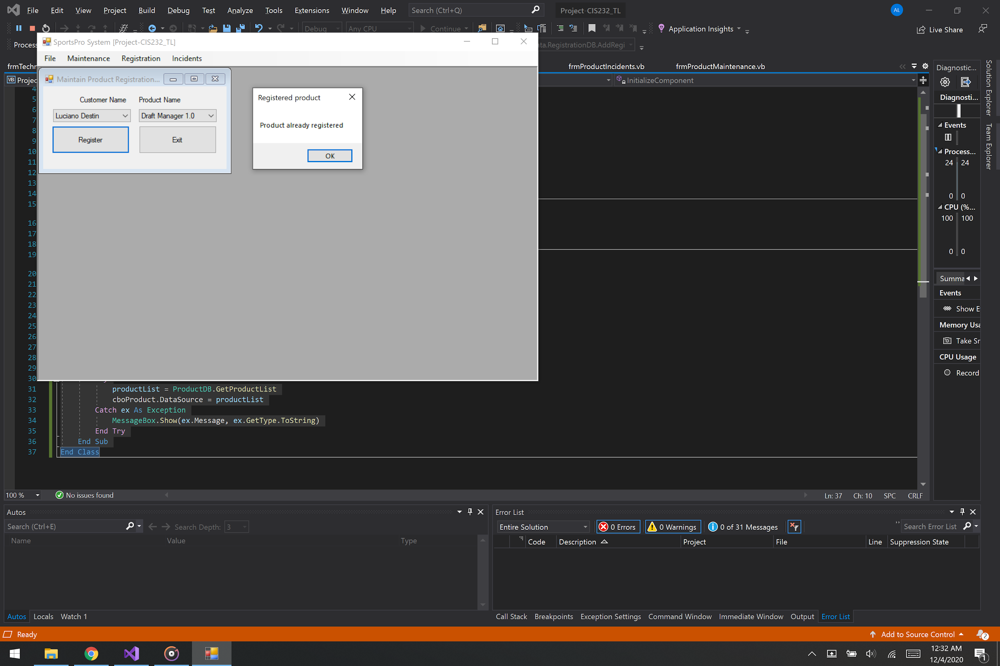 File Edit View Project Build Debug Test Analyze Tools Extensions Window Help Search (Ctrl+Q) Project-CIS232_TL AL
Debug Any CPU Continue Application Insights Live Share
Process
SportsPro System [Project-CIS232_TL]
ata.RegistrationDB.AddRegi
File Maintenance Registration Incidents
frmTechn frmProductIncidents.vb frmProductMaintenance.vb
VB Projec InitializeComponent
Maintain Product Registration...
Customer Name Product Name
Luciano Destin Draft Manager 1.0
Register Exit
Registered product
Product already registered
OK
4
5
6
7
8
9
10
11
12
13
14
15
16
17
18
19
20
21
22
23
24
25
26
27
28
29
30
31 productList = ProductDB.GetProductList
32 cboProduct.DataSource = productList
33 Catch ex As Exception
34 MessageBox.Show(ex.Message, ex.GetType.ToString)
35 End Try
36 End Sub
37 End Class
100 % No issues found Ln: 37 Ch: 10 SPC CRLF
Diagnostic...
Diagnosti...
Events
Process...
24 24
0 0
CPU (%...
100 100
0 0
Summa
Events
Show E
Memory Usa
Take Sn
CPU Usage
Record
Solution Explorer
Team Explorer
Autos
Search (Ctrl+E) Search Depth: 3
Name Value Type
Autos Locals Watch 1
Error List
Entire Solution 0 Errors 0 Warnings 0 of 31 Messages Search Error List
Code Description Project File Line Suppression State
Call Stack Breakpoints Exception Settings Command Window Immediate Window Output Error List
Ready Add to Source Control 2
12:32 AM
12/4/2020
1